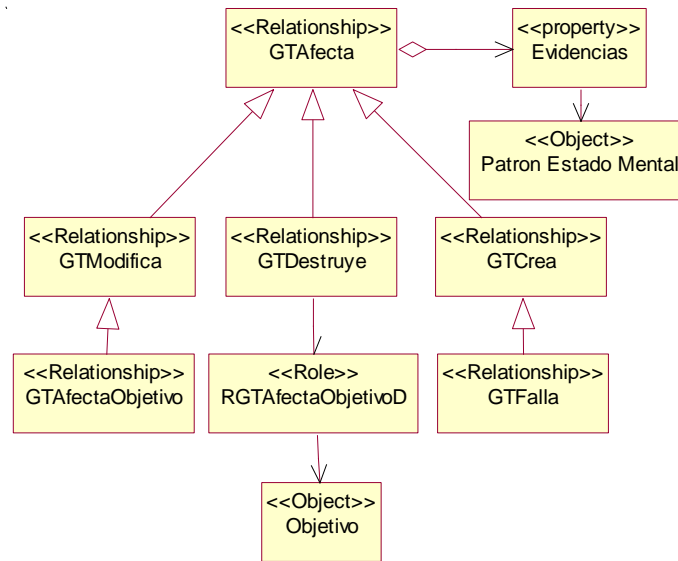 <<Relationship>>
GTAfecta
<<property>>
Evidencias
<<Object>>
Patron Estado Mental
<<Relationship>>
GTModifica
<<Relationship>>
GTDestruye
<<Relationship>>
GTCrea
<<Relationship>>
GTAfectaObjetivo
<<Role>>
RGTAfectaObjetivoD
<<Relationship>>
GTFalla
<<Object>>
Objetivo